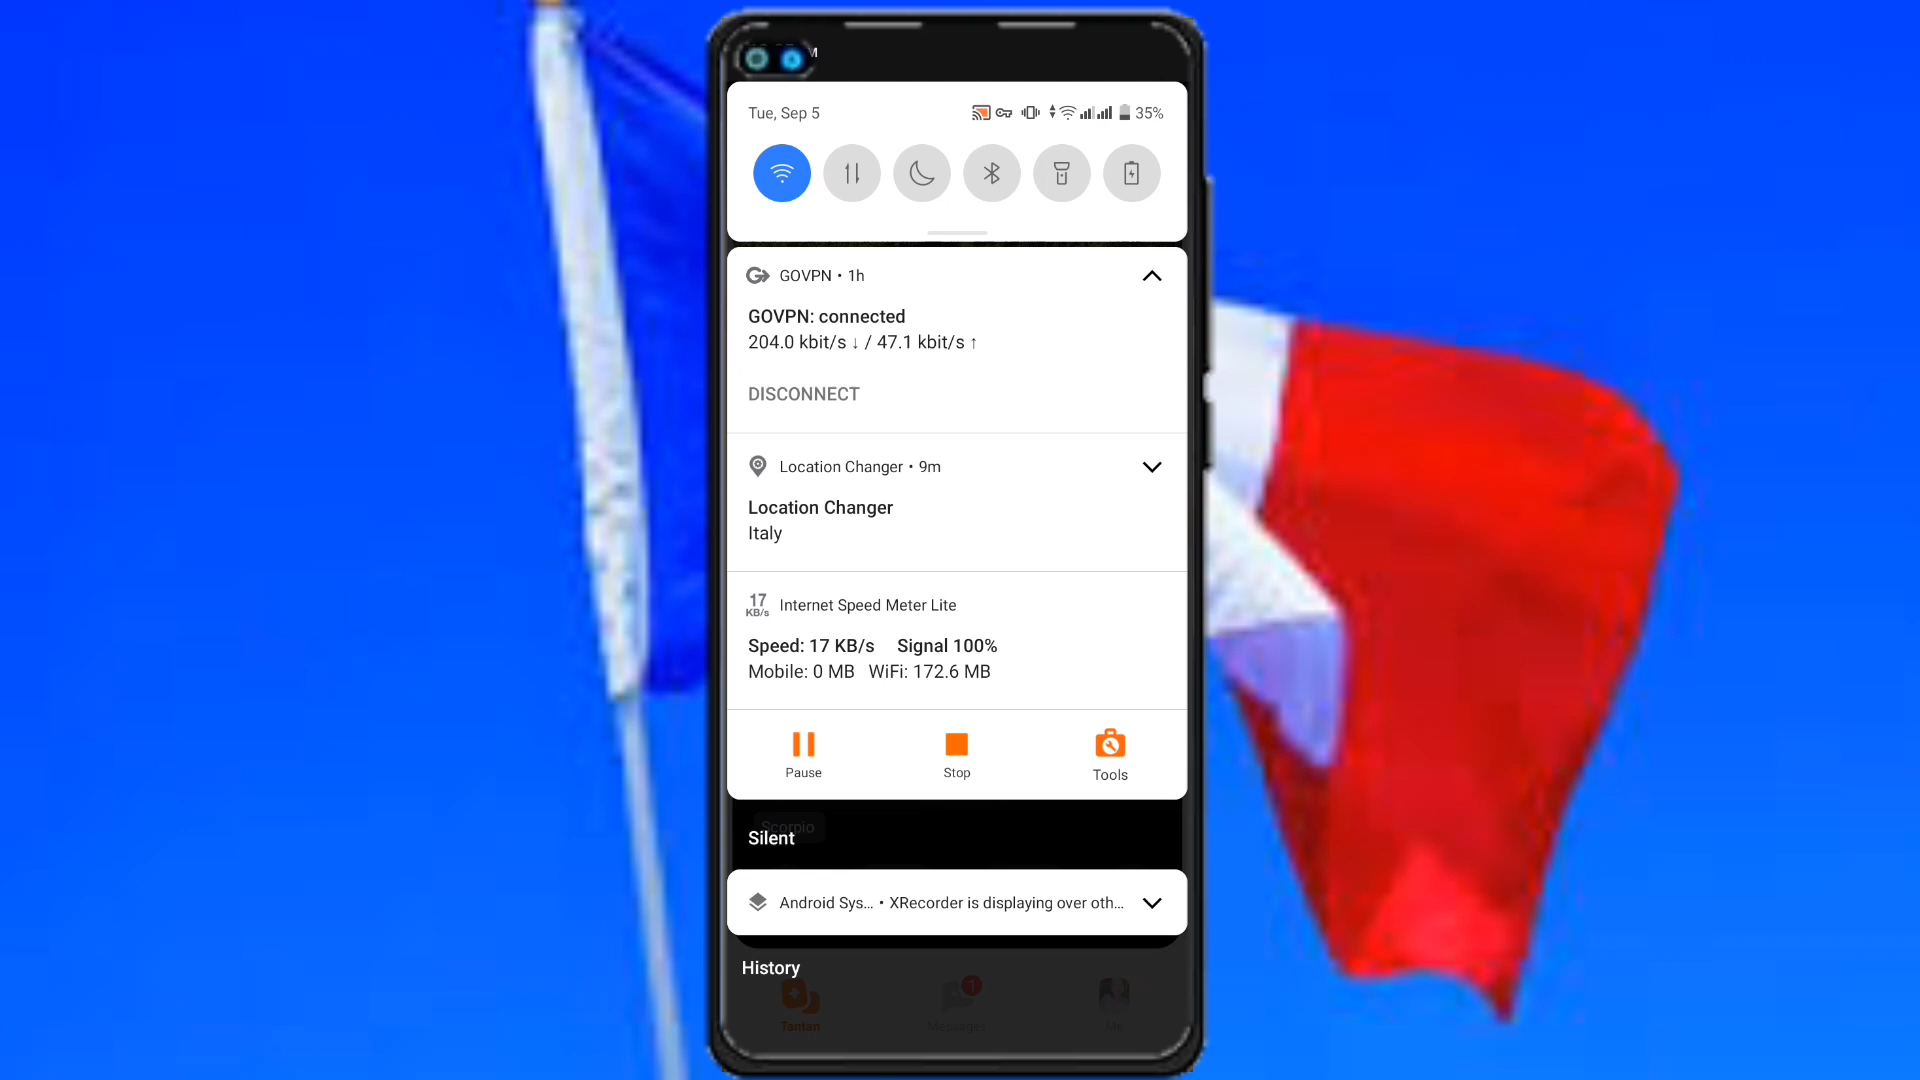 Tue, Sep 5 35%
GOVPN • 1h
GOVPN: connected
204.0 kbit/s ↓ / 47.1 kbit/s ↑
DISCONNECT
Location Changer • 9m
Location Changer
Italy
17 KB/s Internet Speed Meter Lite
Speed: 17 KB/s Signal 100%
Mobile: 0 MB WiFi: 172.6 MB
Pause Stop Tools
Scorpio
Silent
Android Sys... • XRecorder is displaying over oth...
History
1
Tantan Messages Me